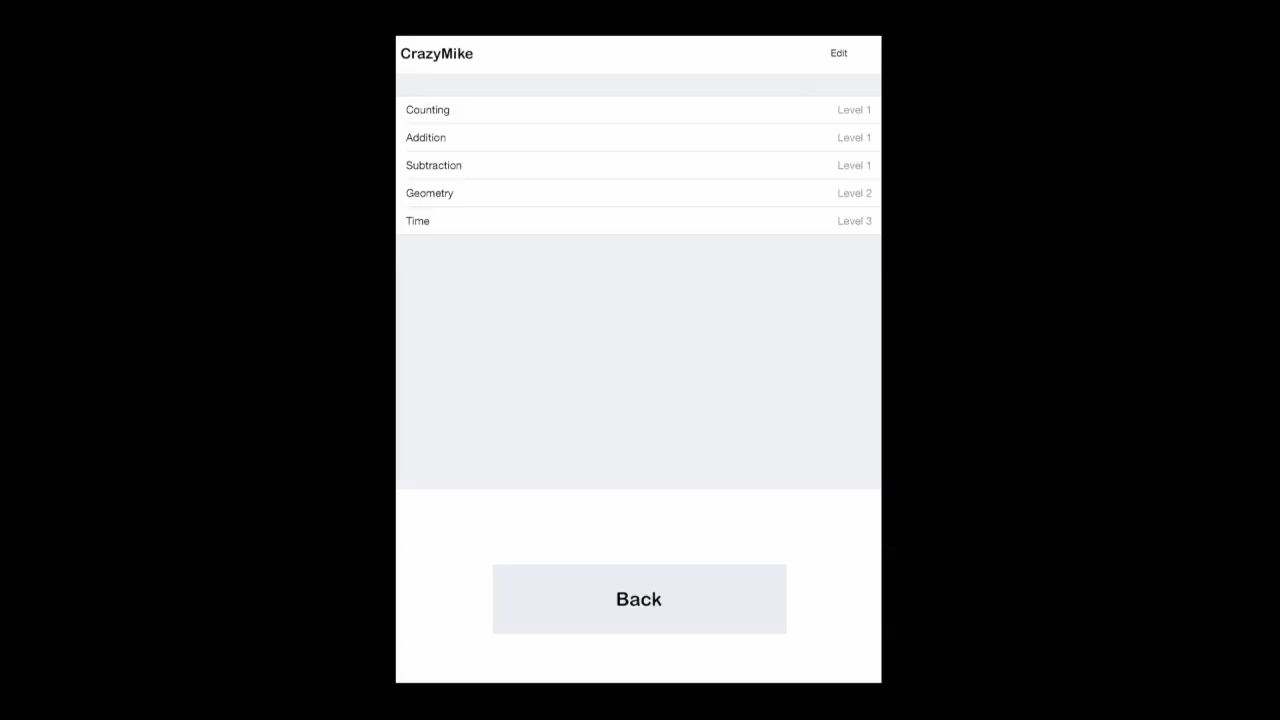 CrazyMike Edit
Counting Level 1
Addition Level 1
Subtraction Level 1
Geometry Level 2
Time Level 3
Back